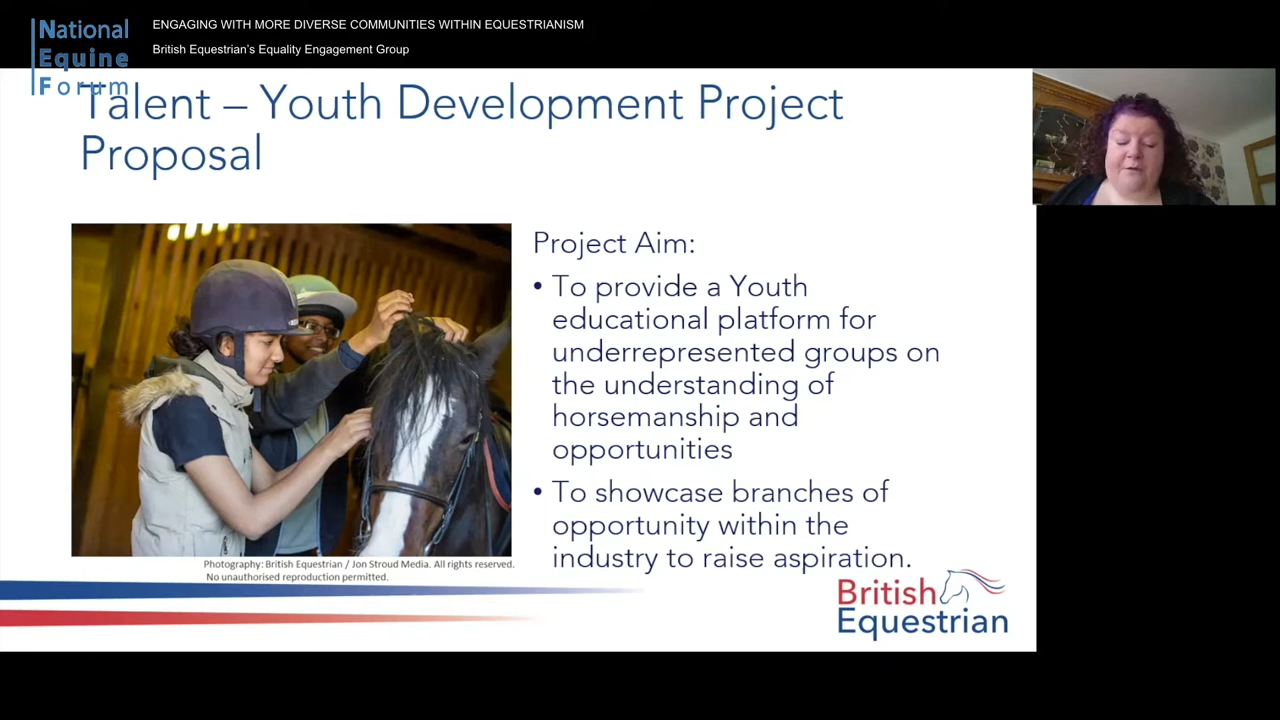 National
Equine
Forum
ENGAGING WITH MORE DIVERSE COMMUNITIES WITHIN EQUESTRIANISM
British Equestrian's Equality Engagement Group
Talent – Youth Development Project
Proposal
Project Aim:
• To provide a Youth
educational platform for
underrepresented groups on
the understanding of
horsemanship and
opportunities
• To showcase branches of
opportunity within the
industry to raise aspiration.
Photography: British Equestrian / Jon Stroud Media. All rights reserved.
No unauthorised reproduction permitted.
British
Equestrian